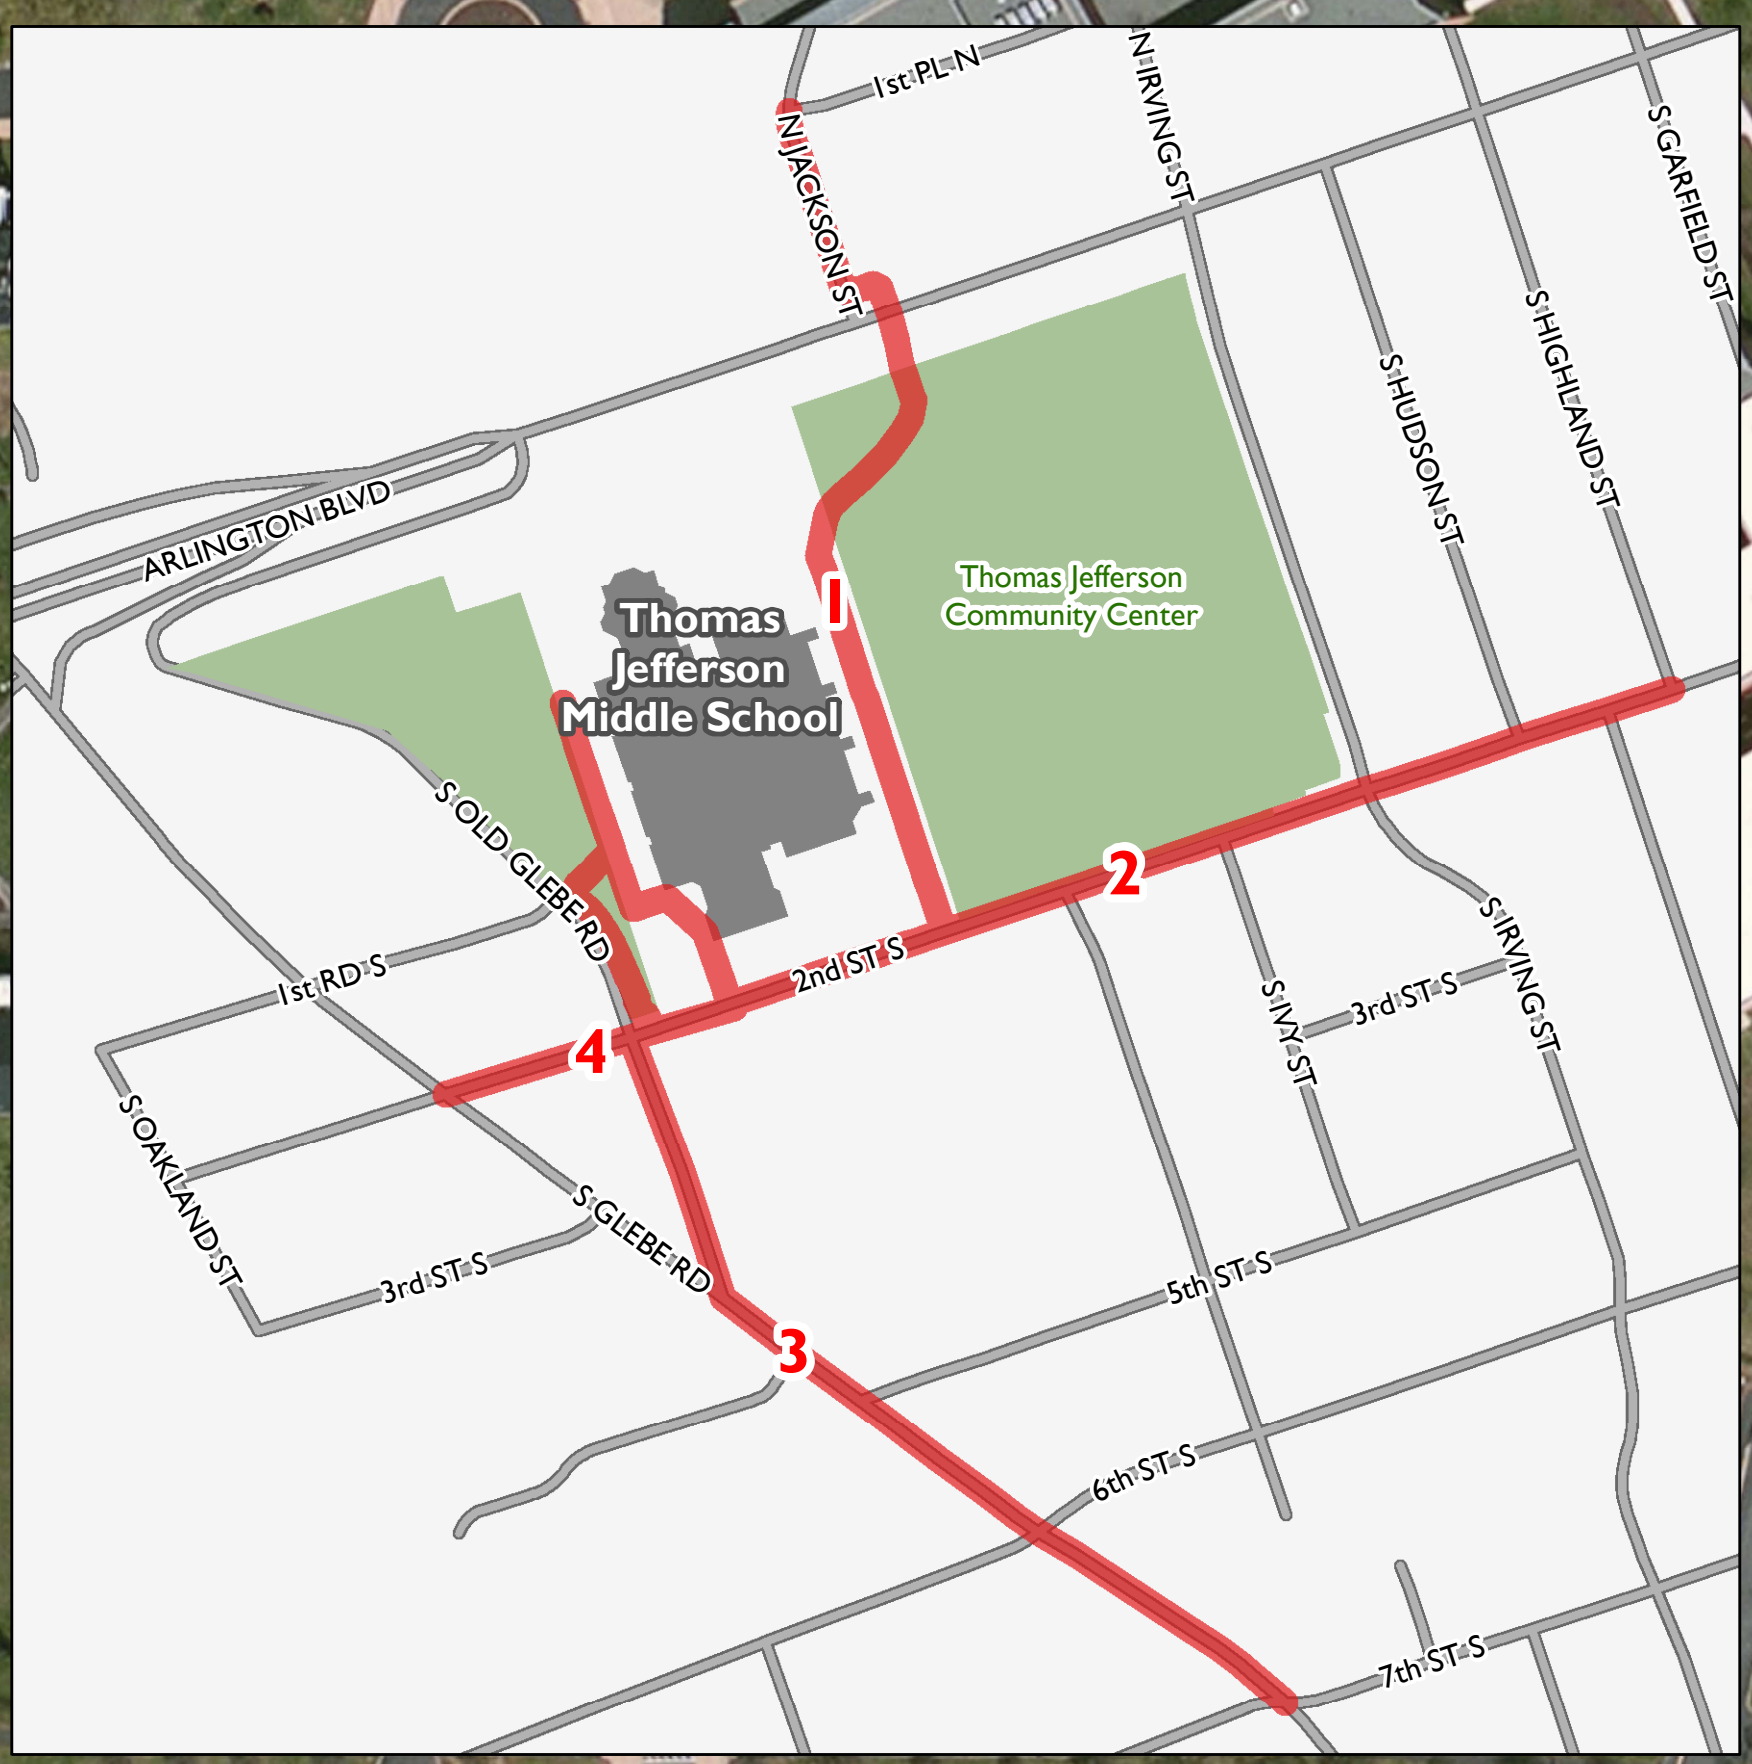 1st PL N
N IRVING ST
S GARFIELD ST
N JACKSON ST
S HIGHLAND ST
S HUDSON ST
ARLINGTON BLVD
Thomas Jefferson
Community Center
1
Thomas
Jefferson
Middle School
S OLD GLEBE RD
2
2nd ST S
1st RD S
S IRVING ST
S IVY ST
3rd ST S
4
S OAKLAND ST
S GLEBE RD
3rd ST S
5th ST S
3
6th ST S
7th ST S